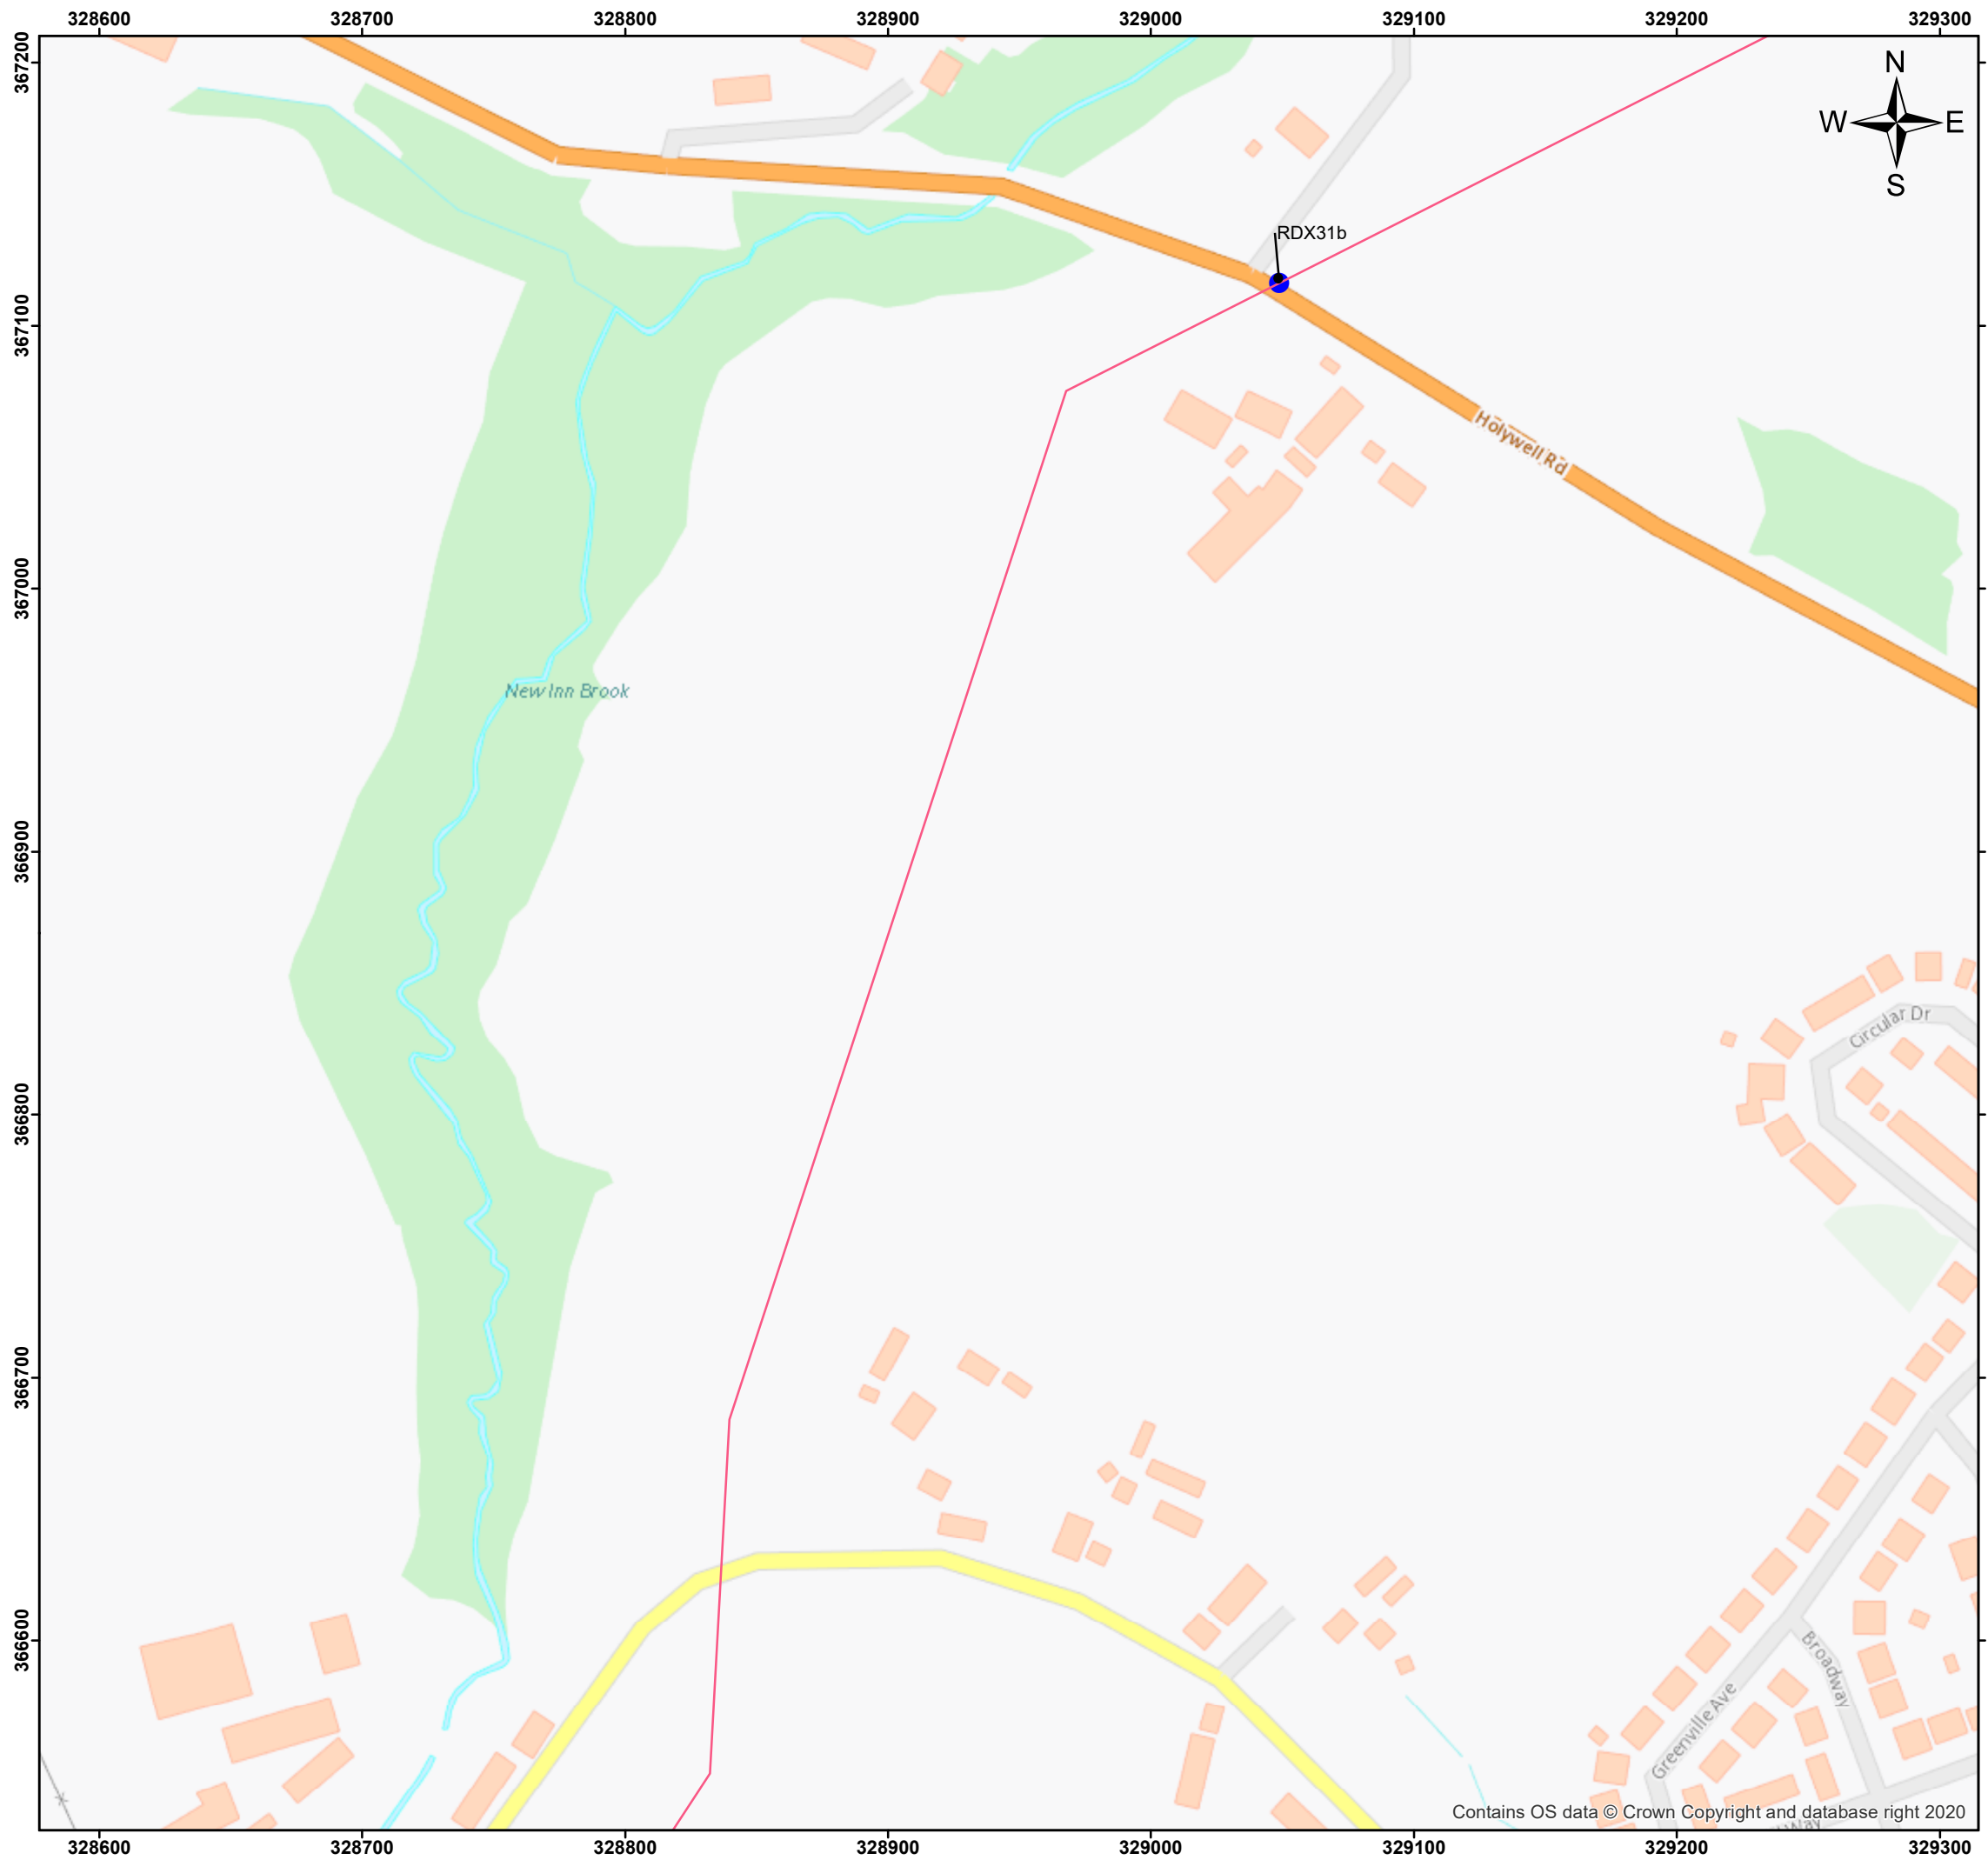 328600 328700 328800 328900 329000 329100 329200 329300
367200
N
W E
S
RDX31b
367100
Holywell Rd
367000
New Inn Brook
366900
Circular Dr
366800
366700
366600
Broadway
Greenville Ave
Contains OS data © Crown Copyright and database right 2020
Way
328600 328700 328800 328900 329000 329100 329200 329300